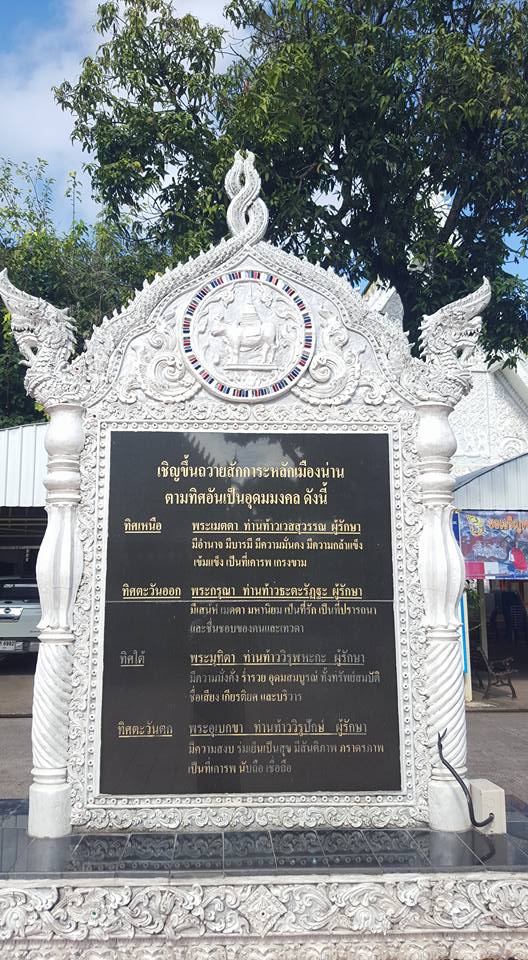 เชิญขึ้นถวายสักการะหลักเมืองน่าน
ตามทิศอันเป็นอุดมมงคล ดังนี้
ทิศเหนือ พระเมตตา ท่านท้าวเวสสุวรรณ ผู้รักษา
มีอำนาจ มีบารมี มีความมั่นคง มีความกล้าแข็ง
เข้มแข็ง เป็นที่เคารพ เกรงขาม
ทิศตะวันออก พระกรุณา ท่านท้าวธะตะรัฏฐะ ผู้รักษา
มีเสน่ห์ เมตตา มหานิยม เป็นที่รัก เป็นที่ปรารถนา
และชื่นชอบของคนและเทวดา
ทิศใต้ พระมุทิตา ท่านท้าววิรุฬหะกะ ผู้รักษา
มีความมั่งคั่ง ร่ำรวย อุดมสมบูรณ์ ทั้งทรัพย์สมบัติ
ชื่อเสียง เกียรติยศ และบริวาร
ทิศตะวันตก พระอุเบกขา ท่านท้าววิรูปักษ์ ผู้รักษา
มีความสงบ ร่มเย็นเป็นสุข มีสันติภาพ ภราดรภาพ
เป็นที่เคารพ นับถือ เชื่อถือ